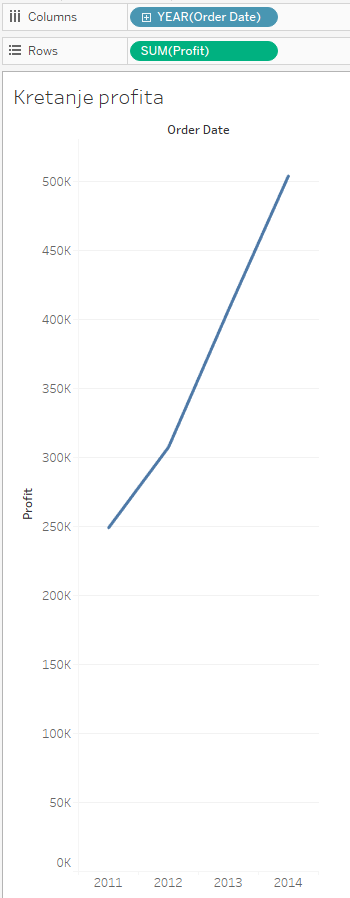 Columns YEAR(Order Date)
Rows SUM(Profit)
Kretanje profita
Order Date
500K
450K
400K
350K
300K
Profit
250K
200K
150K
100K
50K
0K
2011 2012 2013 2014